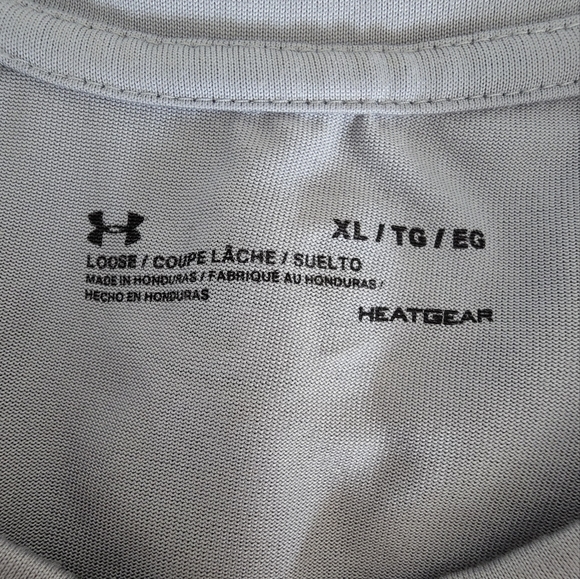 XL / TG / EG
LOOSE / COUPE LÂCHE / SUELTO
MADE IN HONDURAS / FABRIQUÉ AU HONDURAS /
HECHO EN HONDURAS
HEATGEAR